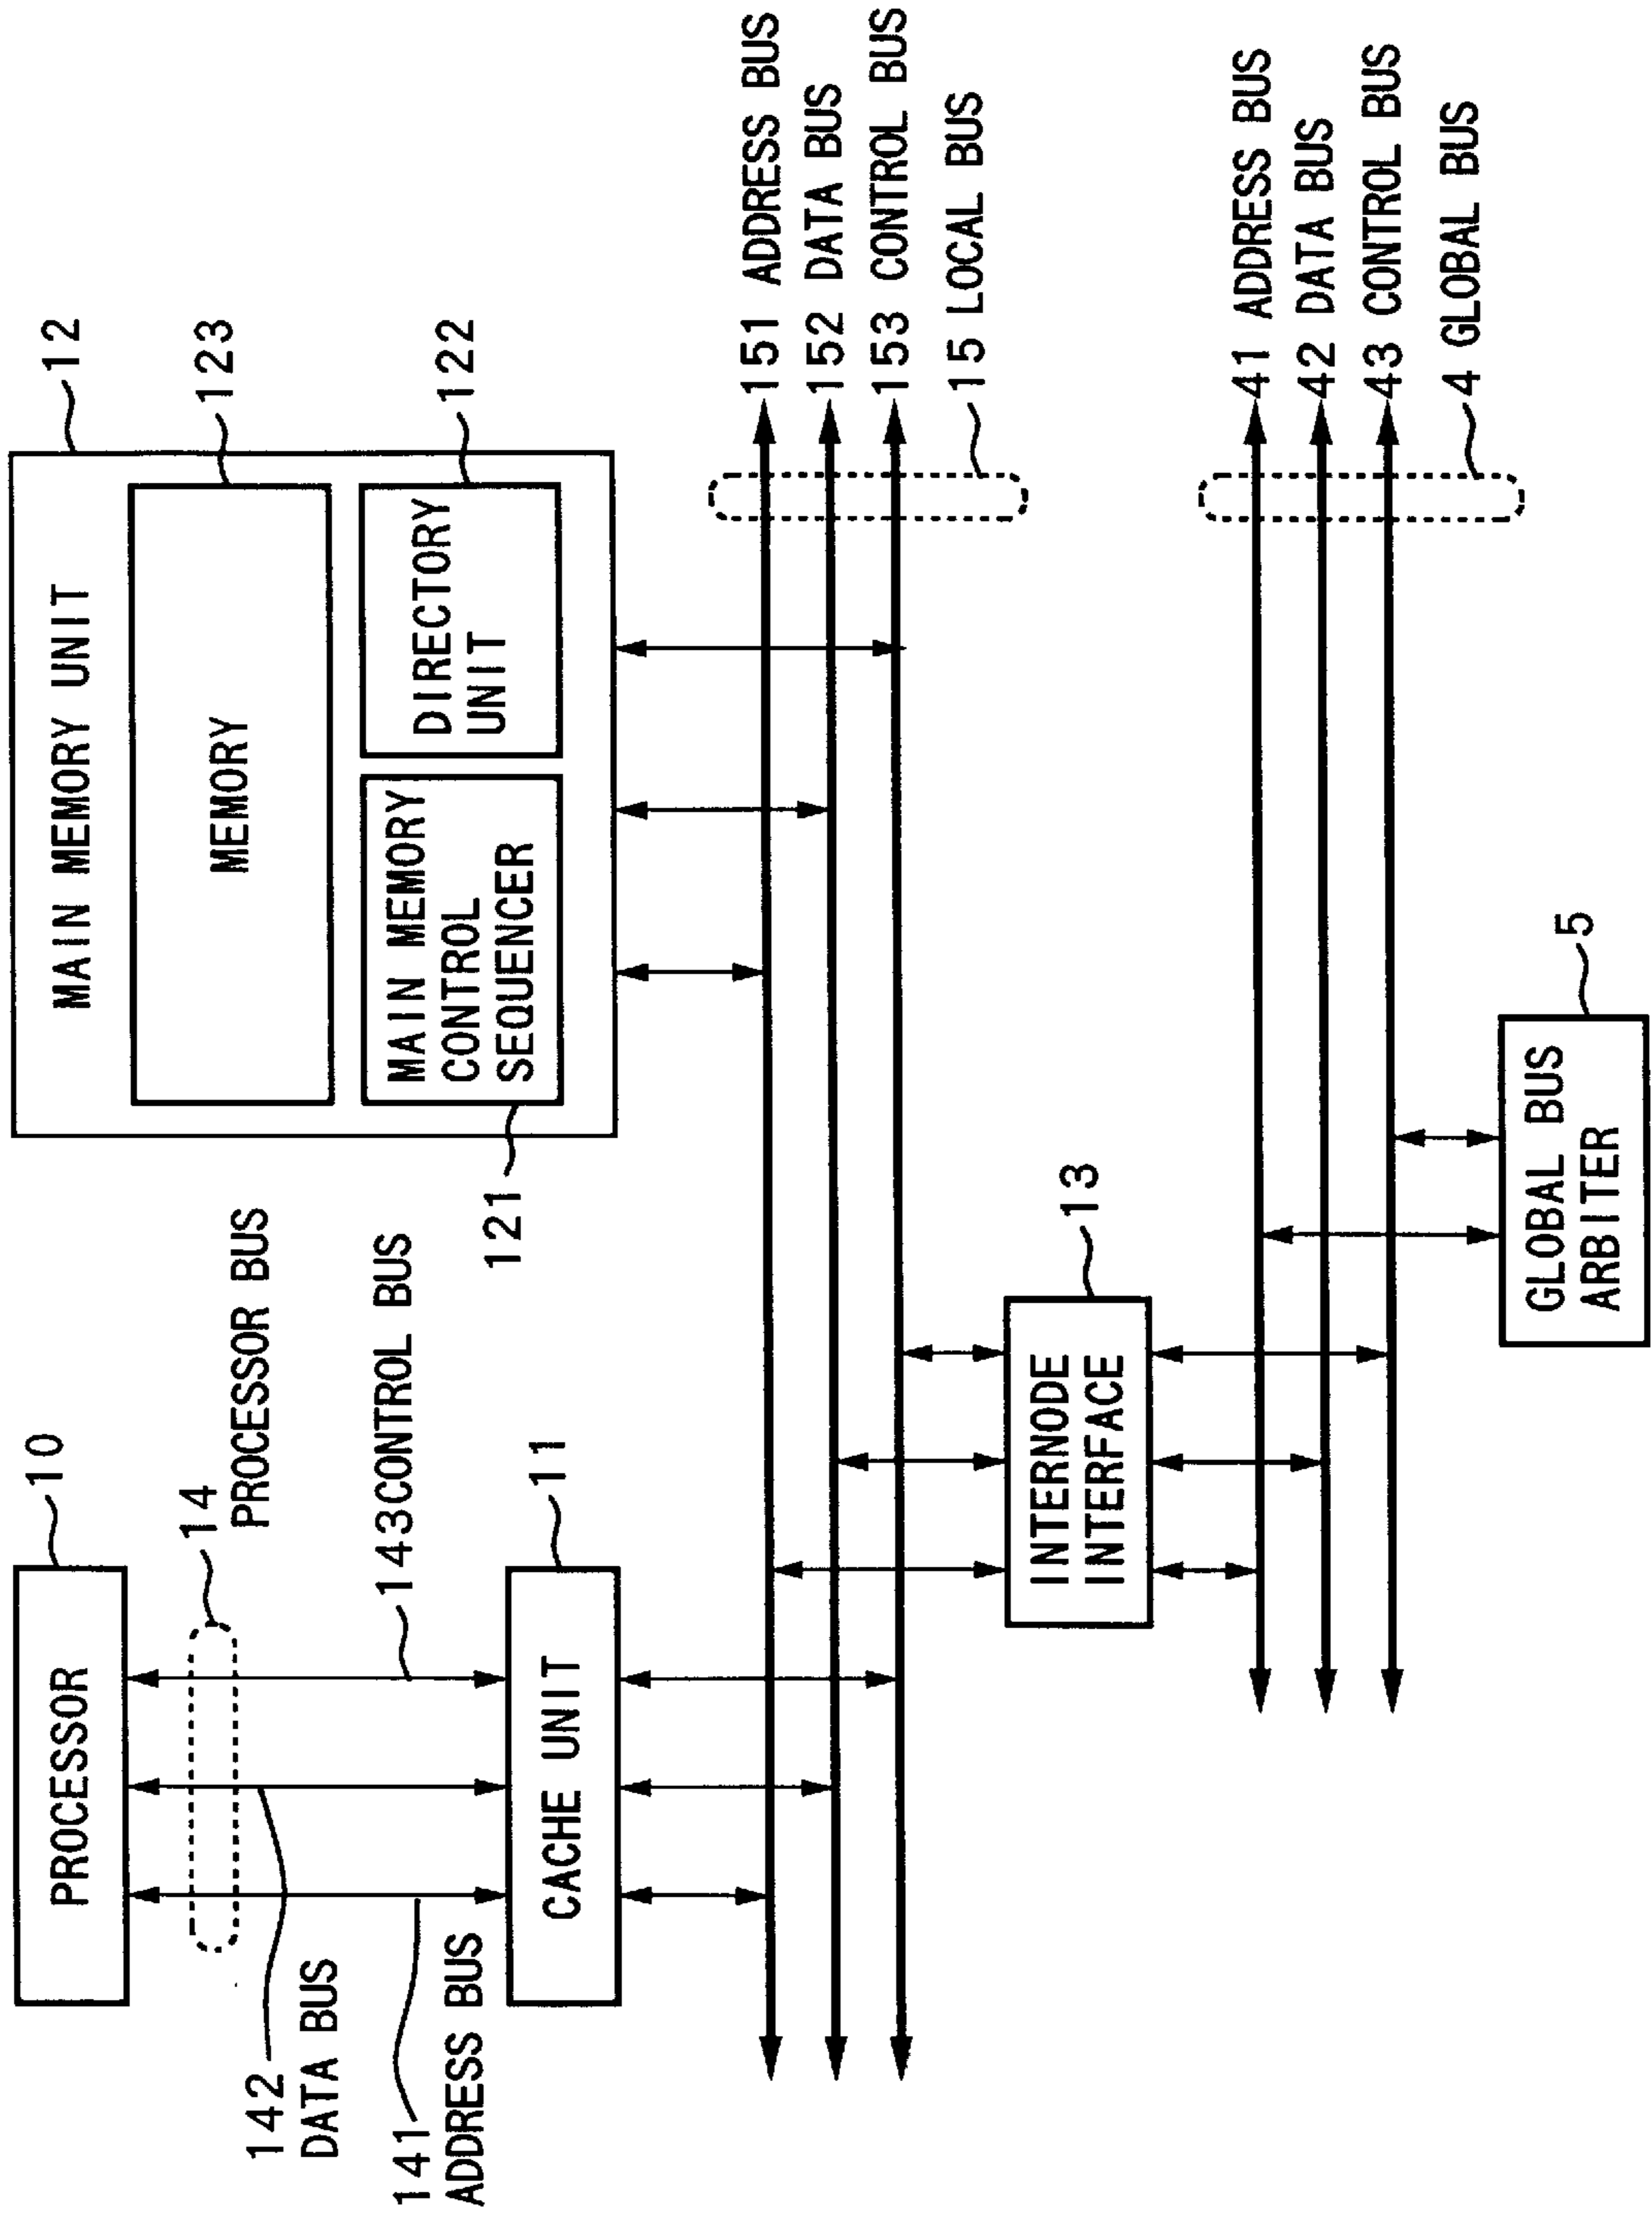 PROCESSOR
10
14
PROCESSOR BUS
142
DATA BUS
143CONTROL BUS
141
ADDRESS BUS
CACHE UNIT
11
MAIN MEMORY UNIT
12
MEMORY
123
MAIN MEMORY
CONTROL
SEQUENCER
121
DIRECTORY
UNIT
122
151 ADDRESS BUS
152 DATA BUS
153 CONTROL BUS
15 LOCAL BUS
INTERNODE
INTERFACE
13
41 ADDRESS BUS
42 DATA BUS
43 CONTROL BUS
4 GLOBAL BUS
GLOBAL BUS
ARBITER
5